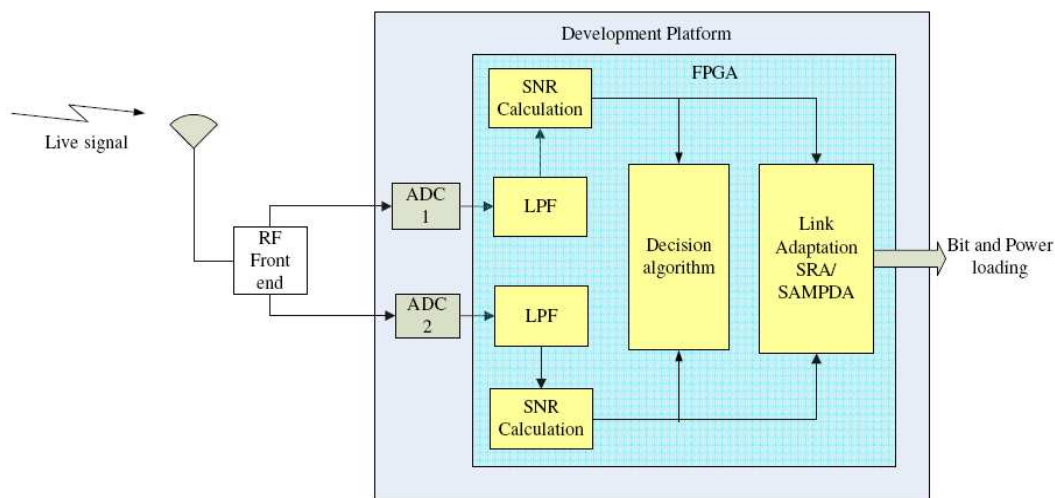 Development Platform
FPGA
SNR
Calculation
Live signal
ADC
1
LPF
RF
Front
end
Decision
algorithm
Link
Adaptation
SRA/
SAMPDA
Bit and Power
loading
ADC
2
LPF
SNR
Calculation